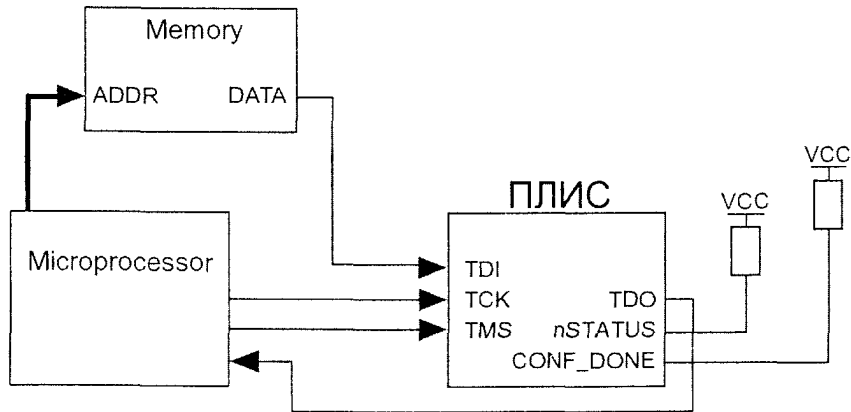 Memory
ADDR DATA
Microprocessor
ПЛИС
VCC
VCC
TDI
TCK TDO
TMS nSTATUS
CONF_DONE